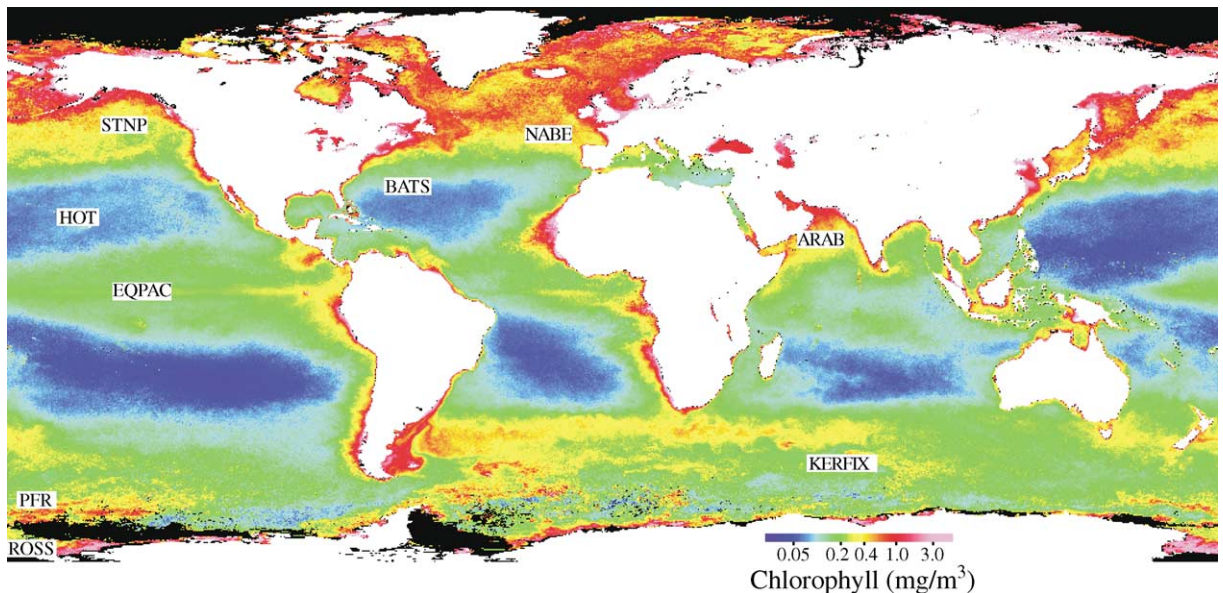 STNP
NABE
BATS
HOT
ARAB
EQPAC
KERFIX
PFR
ROSS
0.05 0.2 0.4 1.0 3.0
Chlorophyll (mg/m³)